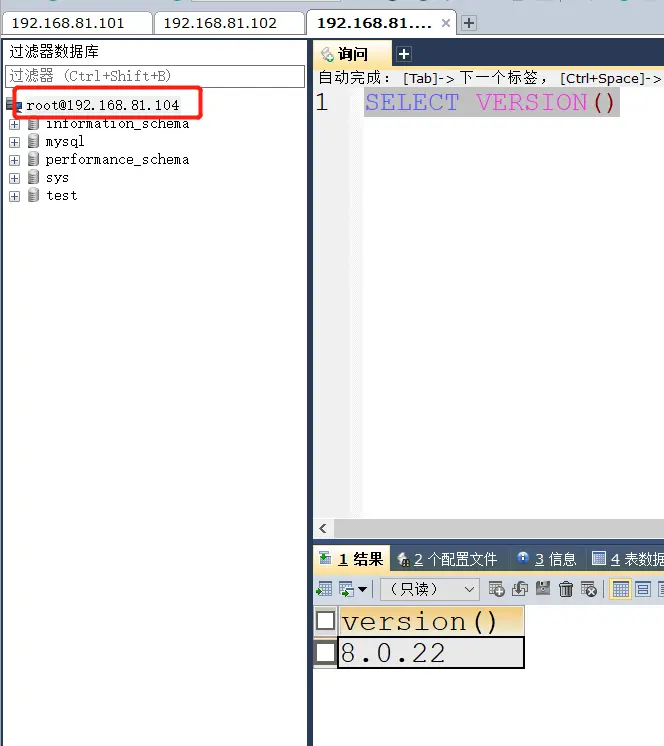 192.168.81.101
192.168.81.102
192.168.81....
过滤器数据库
过滤器 (Ctrl+Shift+B)
root@192.168.81.104
information_schema
mysql
performance_schema
sys
test
询问
自动完成: [Tab]-> 下一个标签, [Ctrl+Space]->
1 SELECT VERSION()
1 结果
2 个配置文件
3 信息
4 表数据
(只读)
version()
8.0.22